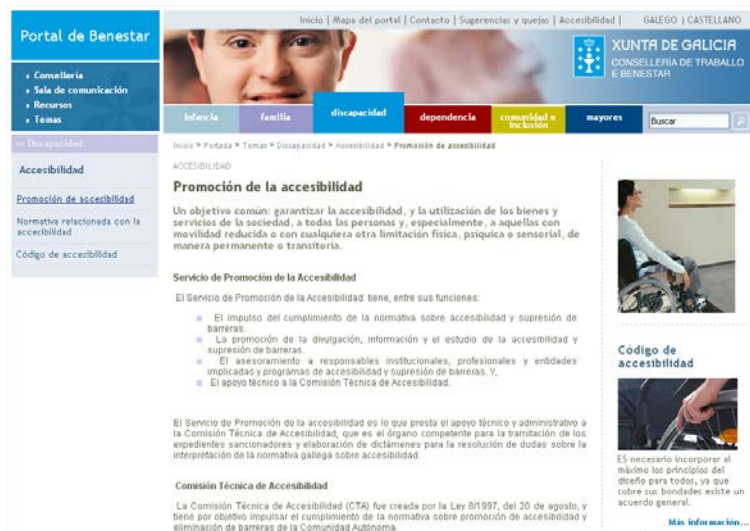 Inicio | Mapa del portal | Contacto | Sugerencias y quejas | Accesibilidad | GALEGO | CASTELLANO
Portal de Benestar
XUNTA DE GALICIA
CONSELLERÍA DE TRABALLO
E BENESTAR
Consellería
Sala de comunicación
Recursos
Temas
infancia
familia
discapacidad
dependencia
comunidad e
inclusión
mayores
Buscar
<< Discapacidad
Inicio > Portada > Temas > Discapacidad > Accesibilidad > Promoción de accesibilidad
Accesibilidad
Promoción de accesibilidad
Normativa relacionada con la
accesibilidad
Código de accesibilidad
ACCESIBILIDAD
Promoción de la accesibilidad
Un objetivo común: garantizar la accesibilidad, y la utilización de los bienes y
servicios de la sociedad, a todas las personas y, especialmente, a aquellas con
movilidad reducida o con cualquiera otra limitación física, psíquica o sensorial, de
manera permanente o transitoria.
Servicio de Promoción de la Accesibilidad
El Servicio de Promoción de la Accesibilidad tiene, entre sus funciones:
El impulso del cumplimiento de la normativa sobre accesibilidad y supresión de
barreras.
La promoción de la divulgación, información y el estudio de la accesibilidad y
supresión de barreras.
El asesoramiento a responsables institucionales, profesionales y entidades
implicadas y programas de accesibilidad y supresión de barreras. Y,
El apoyo técnico a la Comisión Técnica de Accesibilidad.
El Servicio de Promoción de la accesibilidad es lo que presta el apoyo técnico y administrativo a
la Comisión Técnica de Accesibilidad, que es el órgano competente para la tramitación de los
expedientes sancionadores y elaboración de dictámenes para la resolución de dudas sobre la
interpretación de la normativa gallega sobre accesibilidad.
Comisión Técnica de Accesibilidad
La Comisión Técnica de Accesibilidad (CTA) fue creada por la Ley 8/1997, del 20 de agosto, y
tiene por objetivo impulsar el cumplimiento de la normativa sobre promoción de accesibilidad y
eliminación de barreras de la Comunidad Autónoma.
Código de
accesibilidad
ES necesario incorporar al
máximo los principios del
diseño para todos, ya que
sobre sus bondades existe un
acuerdo general.
Más información...